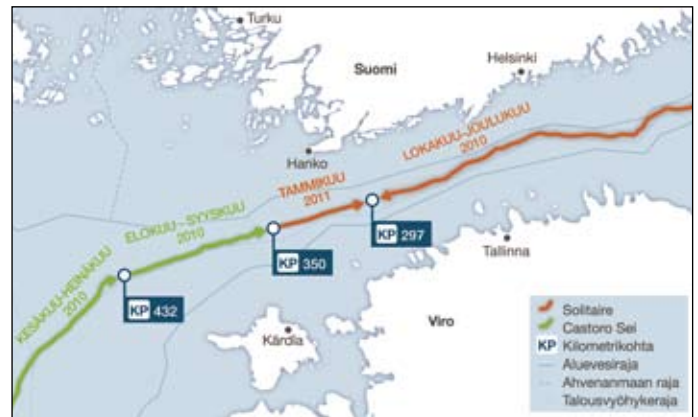 Turku
Suomi
Helsinki
Hanko
LOKAKUU–JOULUKUU
2010
TAMMIKUU
2011
ELOKUU–SYYSKUU
2010
KP 297
KP 350
KESÄKUU-HEINÄKUU
2010
KP 432
Tallinna
Kärdla
Viro
Solitaire
Castoro Sei
KP Kilometrikohta
Aluevesiraja
Ahvenanmaan raja
Talousvyöhykeraja